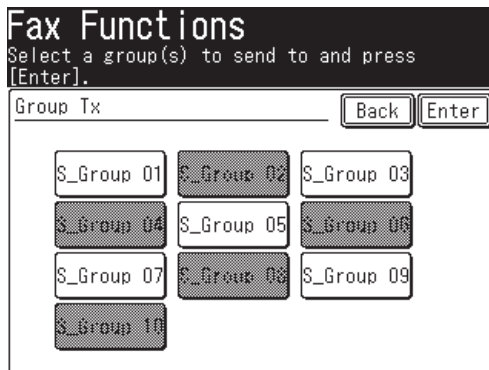 Fax Functions
Select a group(s) to send to and press
[Enter].
Group Tx
Back Enter
S_Group 01 S_Group 02 S_Group 03
S_Group 04 S_Group 05 S_Group 06
S_Group 07 S_Group 08 S_Group 09
S_Group 10